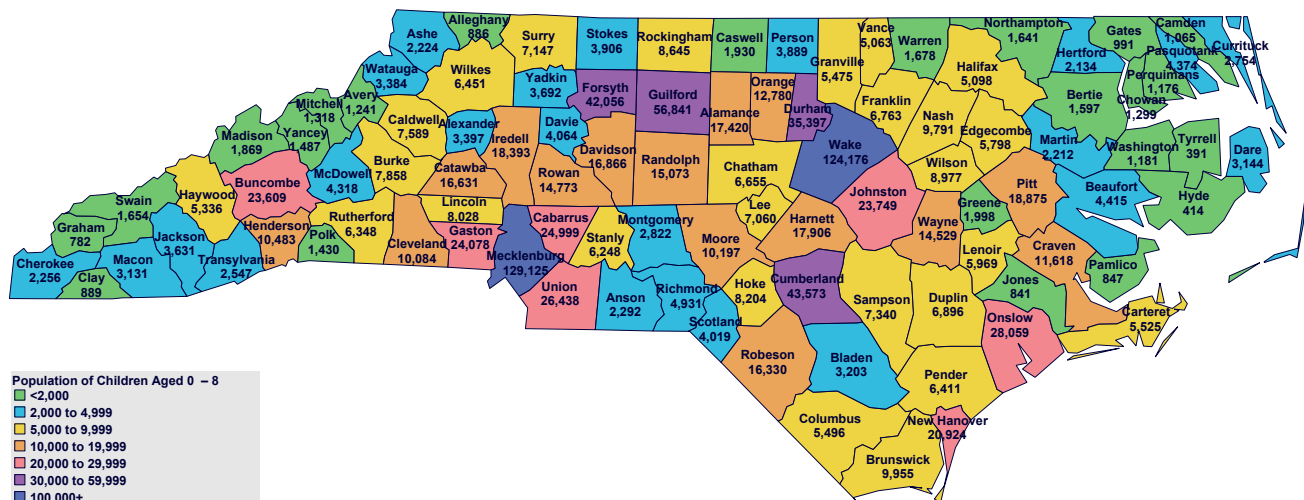 Ashe
2,224
Alleghany
886
Surry
7,147
Stokes
3,906
Rockingham
8,645
Caswell
1,930
Person
3,889
Granville
5,475
Vance
5,063
Warren
1,678
Northampton
1,641
Halifax
5,098
Hertford
2,134
Gates
991
Camden
1,065
Pasquotank
4,374
Currituck
2,754
Perquimans
1,176
Chowan
1,299
Bertie
1,597
Watauga
3,384
Wilkes
6,451
Yadkin
3,692
Forsyth
42,056
Guilford
56,841
Alamance
17,420
Orange
12,780
Durham
35,397
Franklin
6,763
Nash
9,791
Edgecombe
5,798
Martin
2,212
Washington
1,181
Tyrrell
391
Dare
3,144
Mitchell
1,318
Avery
1,241
Caldwell
7,589
Alexander
3,397
Iredell
18,393
Davie
4,064
Davidson
16,866
Randolph
15,073
Chatham
6,655
Wake
124,176
Wilson
8,977
Pitt
18,875
Beaufort
4,415
Hyde
414
Madison
1,869
Yancey
1,487
Burke
7,858
Catawba
16,631
Rowan
14,773
Lee
7,060
Johnston
23,749
Greene
1,998
Haywood
5,336
Buncombe
23,609
McDowell
4,318
Lincoln
8,028
Cabarrus
24,999
Stanly
6,248
Montgomery
2,822
Moore
10,197
Harnett
17,906
Wayne
14,529
Lenoir
5,969
Craven
11,618
Pamlico
847
Swain
1,654
Graham
782
Cherokee
2,256
Clay
889
Macon
3,131
Jackson
3,631
Transylvania
2,547
Henderson
10,483
Polk
1,430
Rutherford
6,348
Cleveland
10,084
Gaston
24,078
Mecklenburg
129,125
Union
26,438
Anson
2,292
Richmond
4,931
Scotland
4,019
Hoke
8,204
Cumberland
43,573
Sampson
7,340
Duplin
6,896
Jones
841
Onslow
28,059
Carteret
5,525
Robeson
16,330
Bladen
3,203
Pender
6,411
Columbus
5,496
New Hanover
20,924
Brunswick
9,955
Population of Children Aged 0 – 8
<2,000
2,000 to 4,999
5,000 to 9,999
10,000 to 19,999
20,000 to 29,999
30,000 to 59,999
100,000+